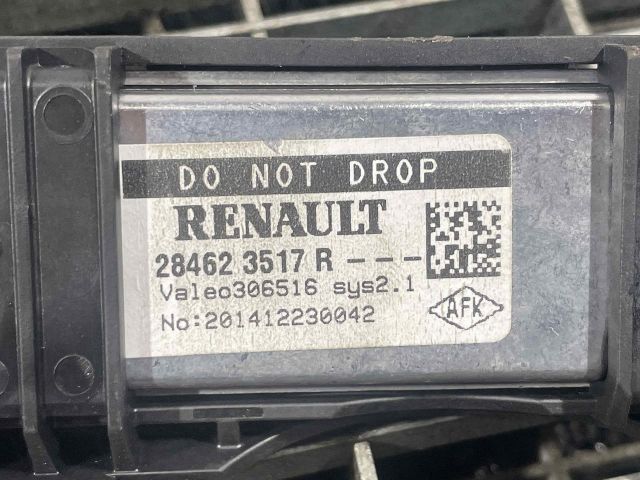 DO NOT DROP
RENAULT
28462 3517 R ---
Valeo306516 sys2.1
No:201412230042
AFK